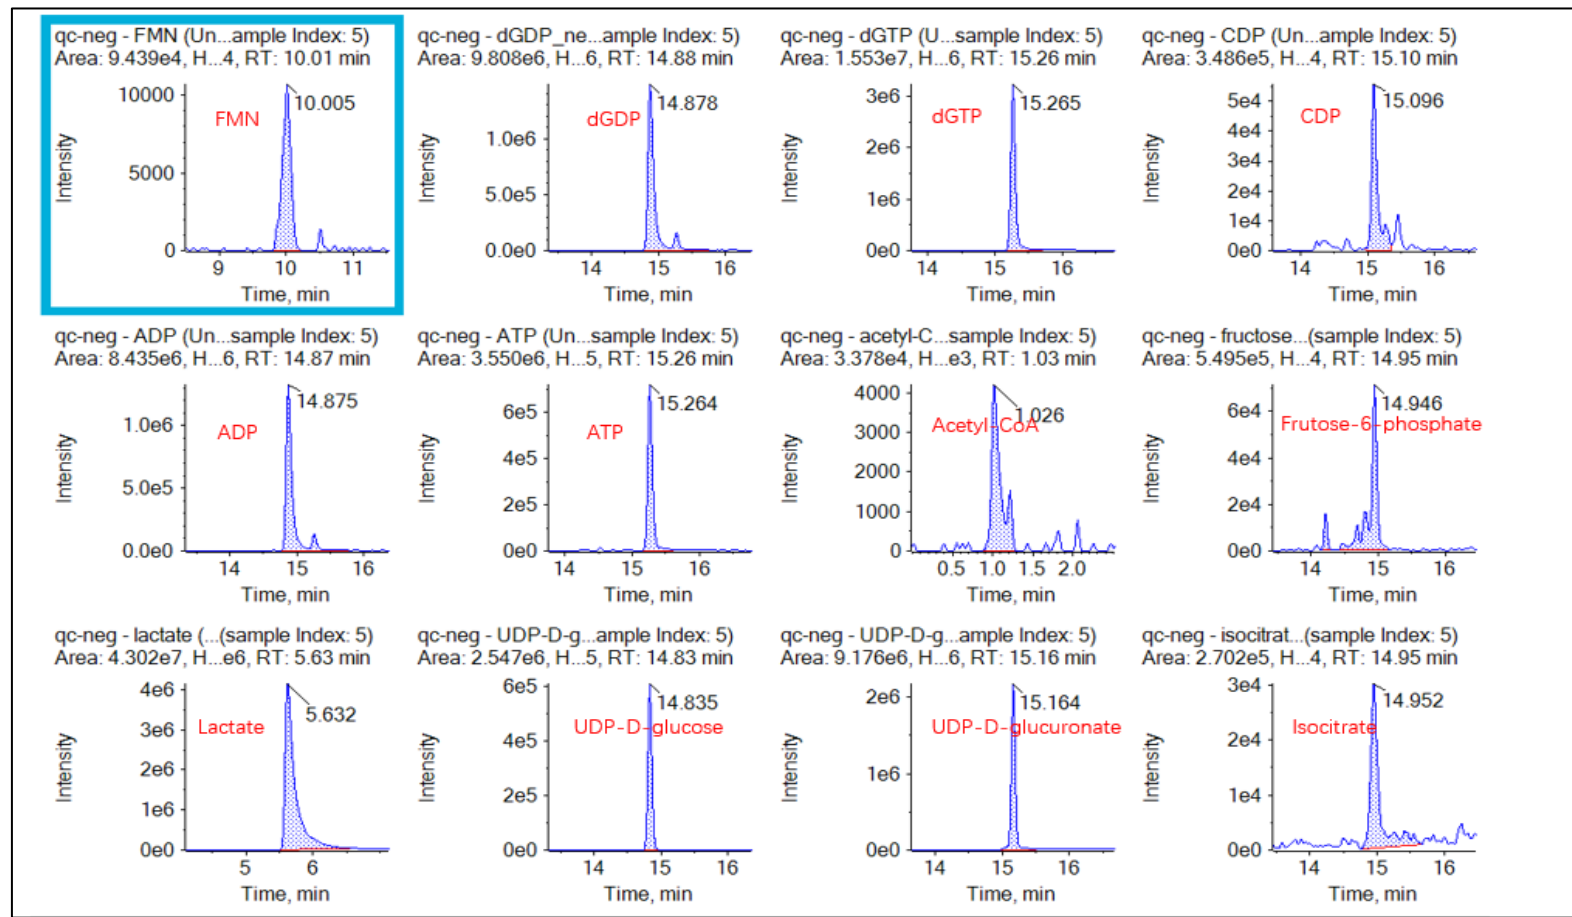 qc-neg - FMN (Un...ample Index: 5)
Area: 9.439e4, H...4, RT: 10.01 min
10000
5000
0
10.005
FMN
Intensity
9 10 11
Time, min
qc-neg - dGDP_ne...ample Index: 5)
Area: 9.808e6, H...6, RT: 14.88 min
1.0e6
5.0e5
0.0e0
14.878
dGDP
Intensity
14 15 16
Time, min
qc-neg - dGTP (U...sample Index: 5)
Area: 1.553e7, H...6, RT: 15.26 min
3e6
2e6
1e6
0e0
15.265
dGTP
Intensity
14 15 16
Time, min
qc-neg - CDP (Un...ample Index: 5)
Area: 3.486e5, H...4, RT: 15.10 min
5e4
4e4
3e4
2e4
1e4
0e0
15.096
CDP
Intensity
14 15 16
Time, min
qc-neg - ADP (Un...sample Index: 5)
Area: 8.435e6, H...6, RT: 14.87 min
1.0e6
5.0e5
0.0e0
14.875
ADP
Intensity
14 15 16
Time, min
qc-neg - ATP (Un...sample Index: 5)
Area: 3.550e6, H...5, RT: 15.26 min
6e5
4e5
2e5
0e0
15.264
ATP
Intensity
14 15 16
Time, min
qc-neg - acetyl-C...sample Index: 5)
Area: 3.378e4, H...e3, RT: 1.03 min
4000
3000
2000
1000
0
1.026
Acetyl-CoA
Intensity
0.5 1.0 1.5 2.0
Time, min
qc-neg - fructose...(sample Index: 5)
Area: 5.495e5, H...4, RT: 14.95 min
6e4
4e4
2e4
0e0
14.946
Frutose-6-phosphate
Intensity
14 15 16
Time, min
qc-neg - lactate (...(sample Index: 5)
Area: 4.302e7, H...e6, RT: 5.63 min
4e6
3e6
2e6
1e6
0e0
5.632
Lactate
Intensity
5 6
Time, min
qc-neg - UDP-D-g...ample Index: 5)
Area: 2.547e6, H...5, RT: 14.83 min
6e5
4e5
2e5
0e0
14.835
UDP-D-glucose
Intensity
14 15 16
Time, min
qc-neg - UDP-D-g...ample Index: 5)
Area: 9.176e6, H...6, RT: 15.16 min
2e6
1e6
0e0
15.164
UDP-D-glucuronate
Intensity
14 15 16
Time, min
qc-neg - isocitrat...(sample Index: 5)
Area: 2.702e5, H...4, RT: 14.95 min
3e4
2e4
1e4
0e0
14.952
Isocitrate
Intensity
14 15 16
Time, min